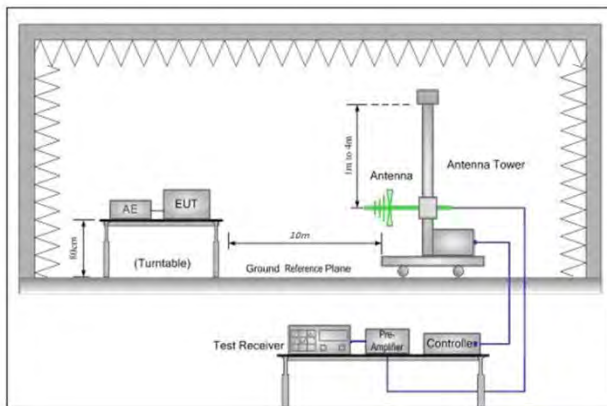 1m to 4m
Antenna Tower
Antenna
AE
EUT
80cm
10m
(Turntable)
Ground Reference Plane
Test Receiver
Pre-
Amplifier
Controller